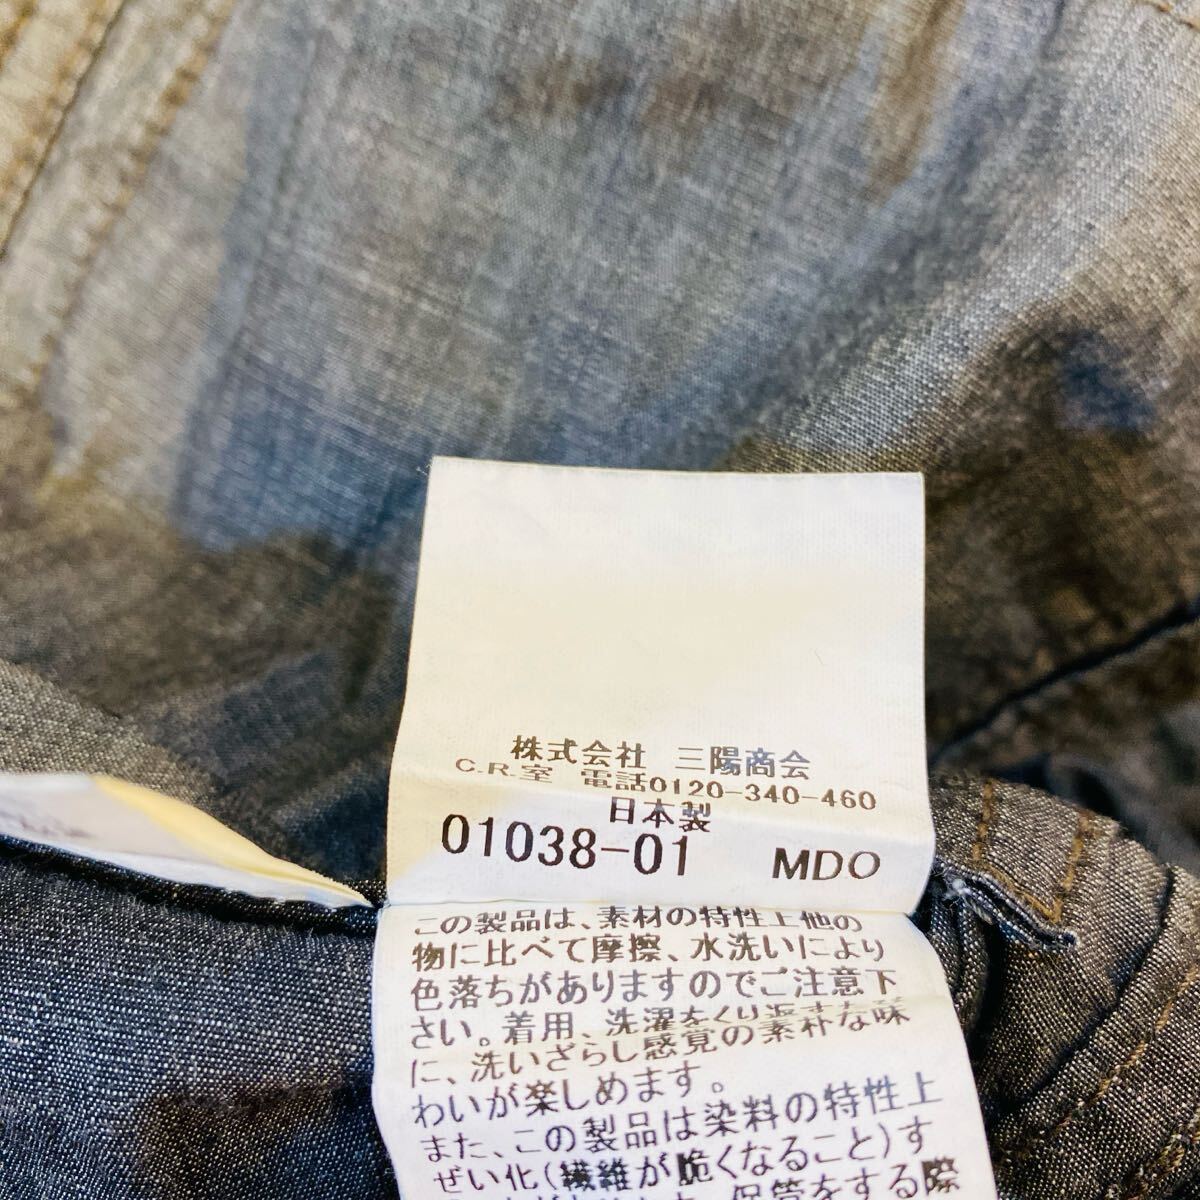 株式会社 三陽商会
C.R.室 電話0120-340-460
日本製
01038-01 MDO
この製品は、素材の特性上他の
物に比べて摩擦、水洗いにより
色落ちがありますのでご注意下
さい。着用、洗濯をくり返すな味
に、洗いざらし感覚の素朴な味
わいが楽しめます。
また、この製品は染料の特性上
ぜい化(繊維が脆くなること)す
保管をする際